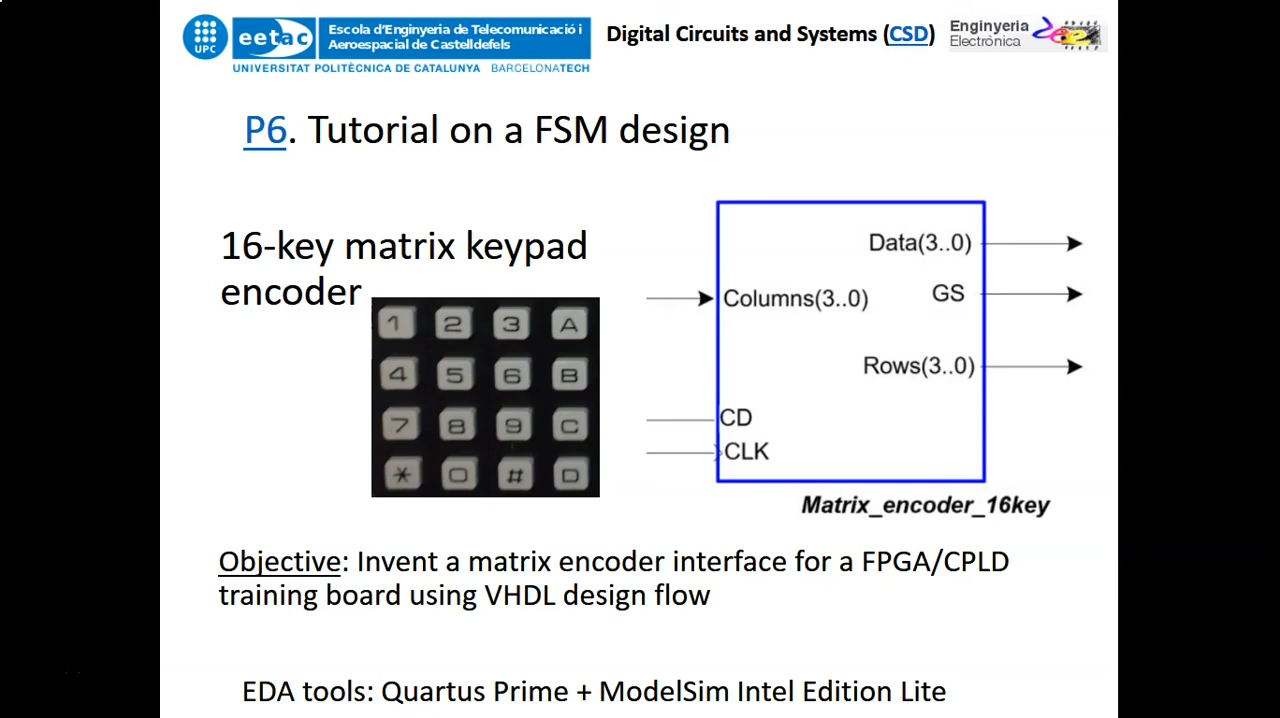 UPC
eetac
Escola d'Enginyeria de Telecomunicació i
Aeroespacial de Castelldefels
UNIVERSITAT POLITÈCNICA DE CATALUNYA BARCELONATECH
Digital Circuits and Systems (CSD)
Enginyeria
Electrònica
P6. Tutorial on a FSM design
16-key matrix keypad
encoder
1 2 3 A
4 5 6 B
7 8 9 C
* 0 # D
Data(3..0)
Columns(3..0)
GS
Rows(3..0)
CD
CLK
Matrix_encoder_16key
Objective: Invent a matrix encoder interface for a FPGA/CPLD
training board using VHDL design flow
EDA tools: Quartus Prime + ModelSim Intel Edition Lite